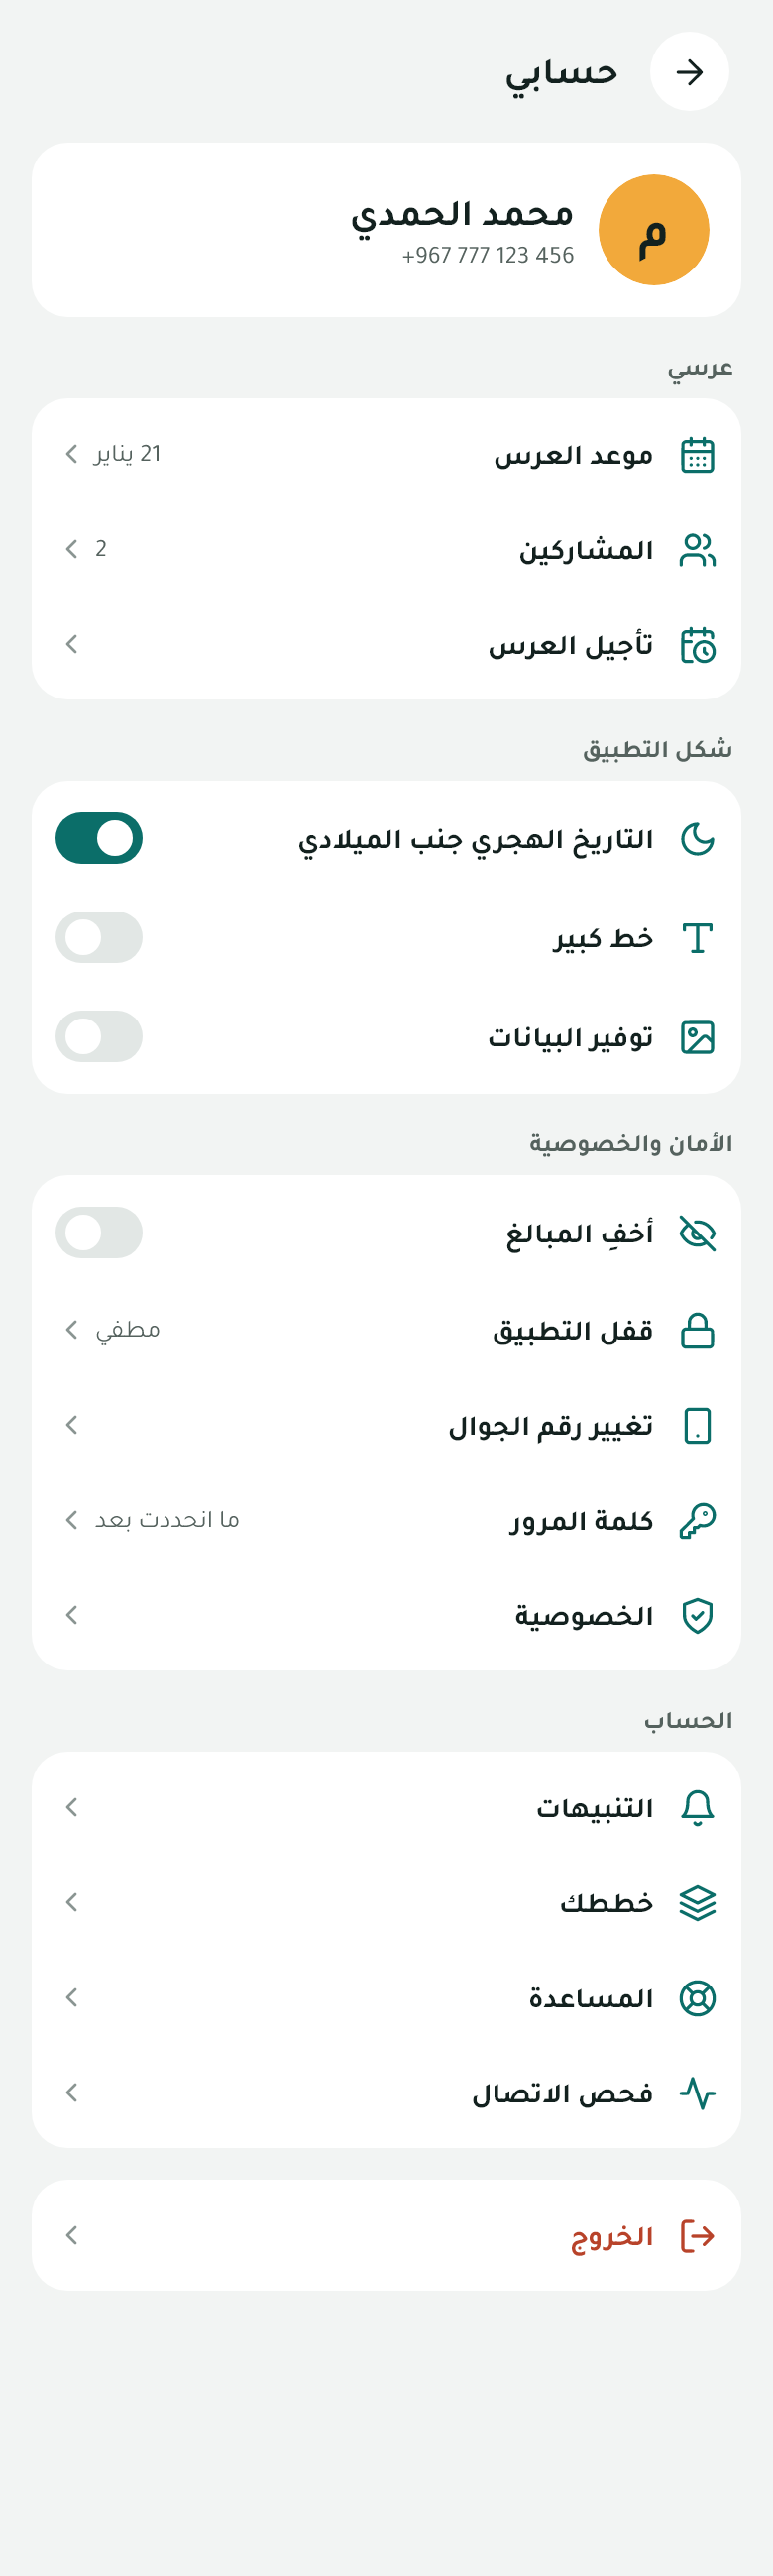 حسابي
م
محمد الحمدي
+967 777 123 456
عرسي
موعد العرس 21 يناير
المشاركين 2
تأجيل العرس
شكل التطبيق
التاريخ الهجري جنب الميلادي
خط كبير
توفير البيانات
الأمان والخصوصية
أخفِ المبالغ
قفل التطبيق مطفي
تغيير رقم الجوال
كلمة المرور ما انحددت بعد
الخصوصية
الحساب
التنبيهات
خططك
المساعدة
فحص الاتصال
الخروج